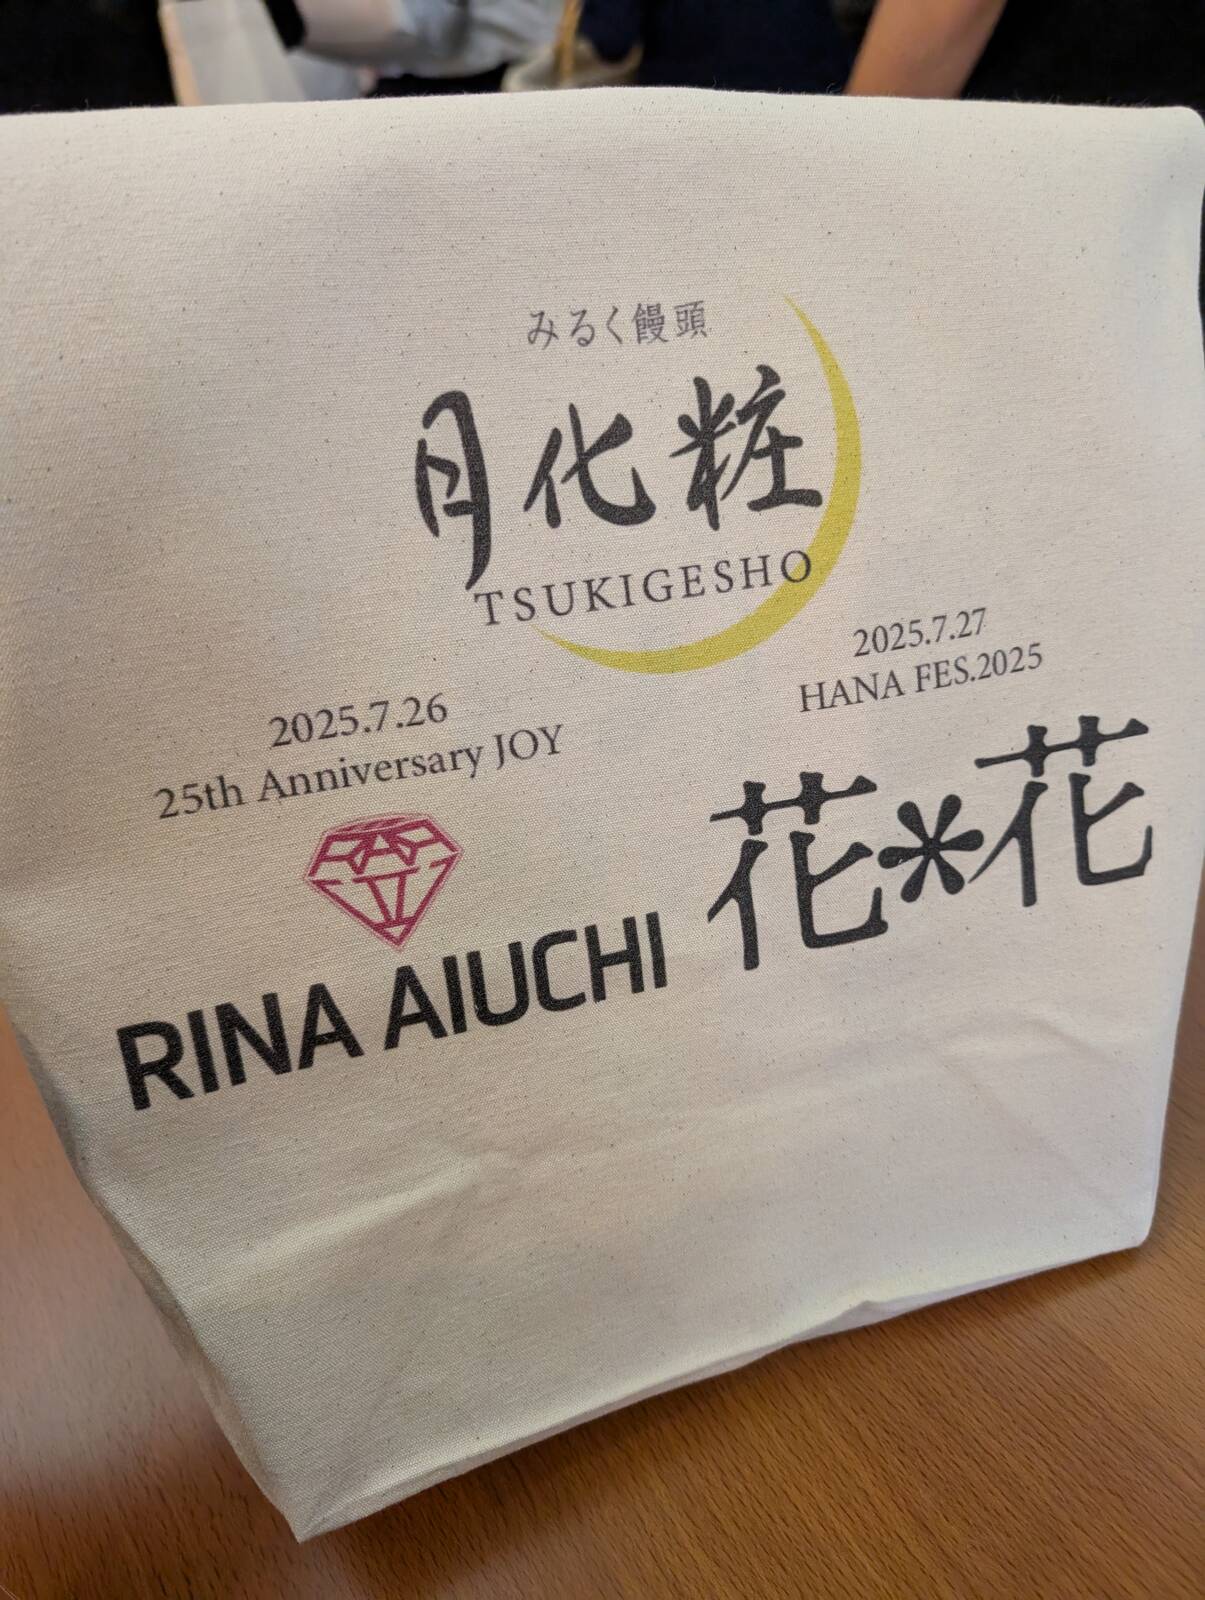 みるく饅頭
月化粧
TSUKIGESHO
2025.7.26
25th Anniversary JOY
RINA AIUCHI
2025.7.27
HANA FES.2025
花*花